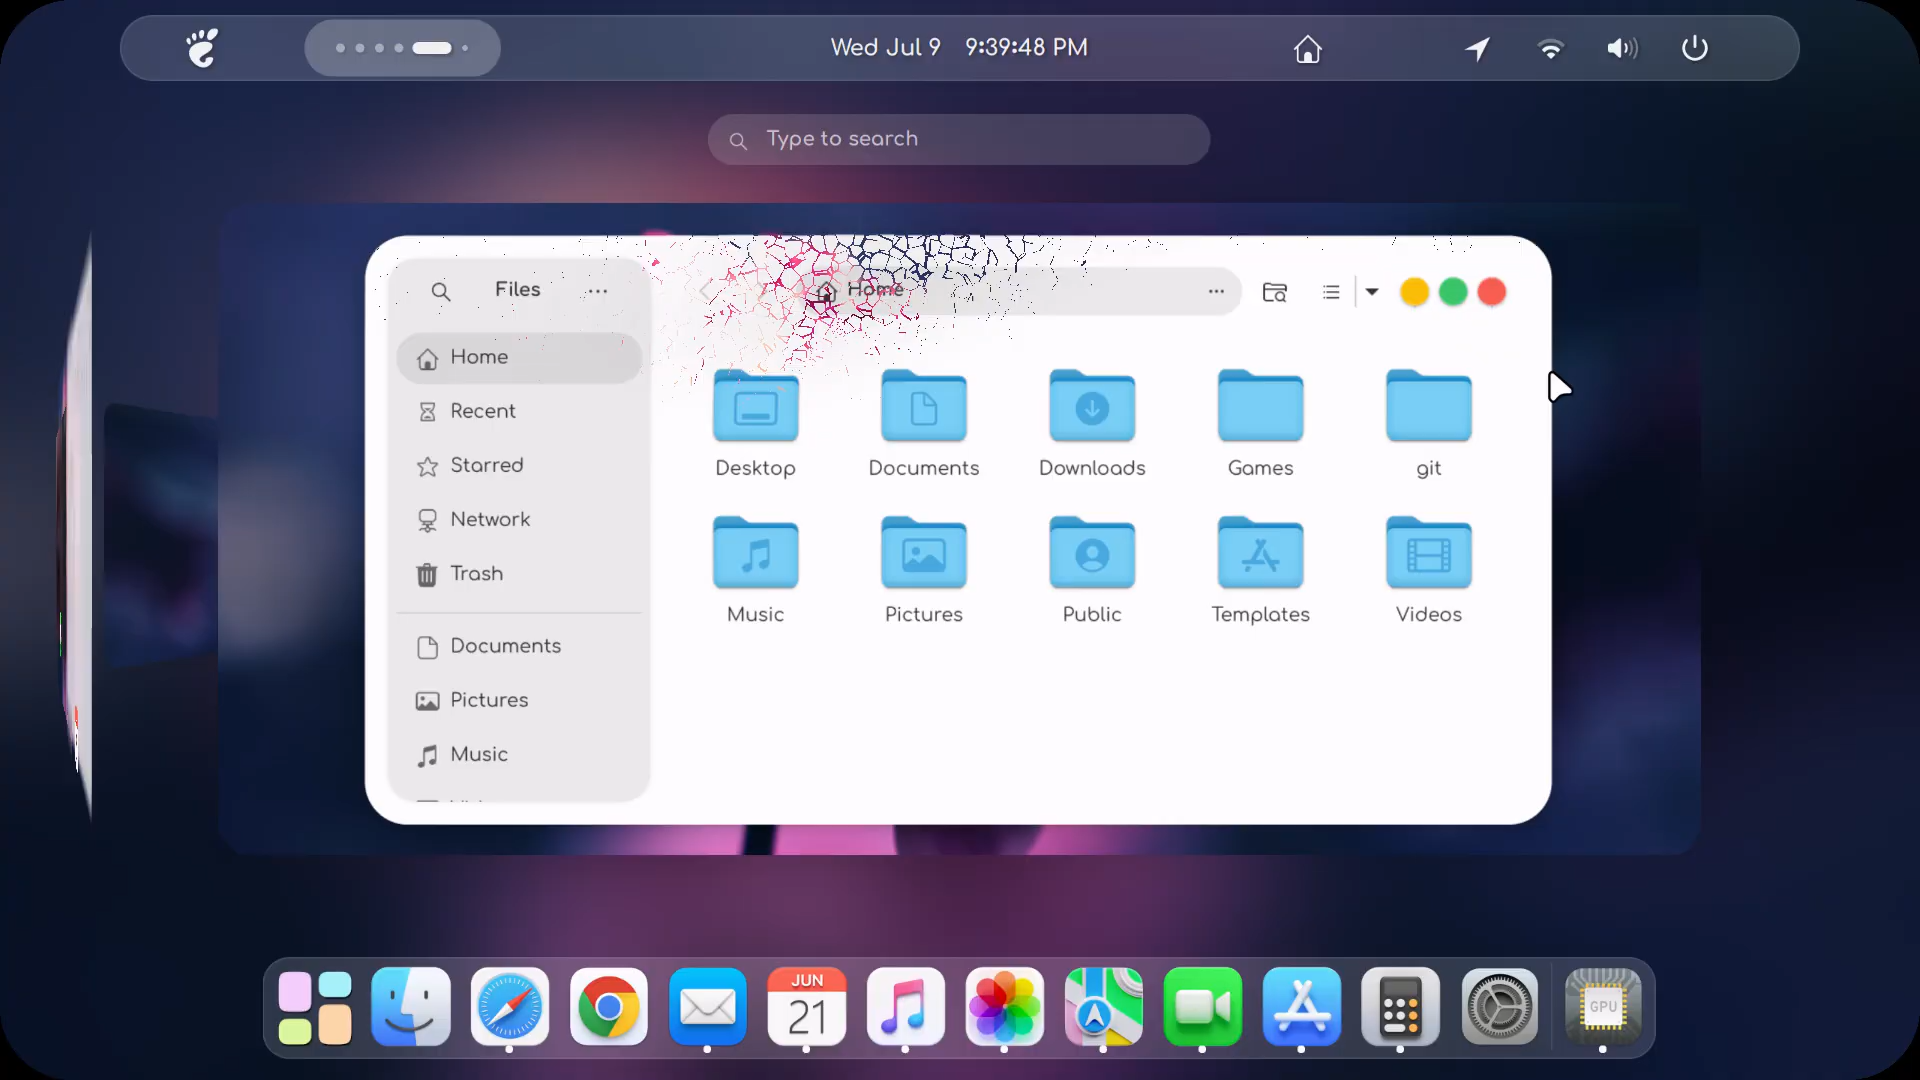 Wed Jul 9 9:39:48 PM
Type to search
Files
Home
Home
Recent
Starred
Network
Trash
Documents
Pictures
Music
Desktop
Documents
Downloads
Games
git
Music
Pictures
Public
Templates
Videos
JUN
21
GPU